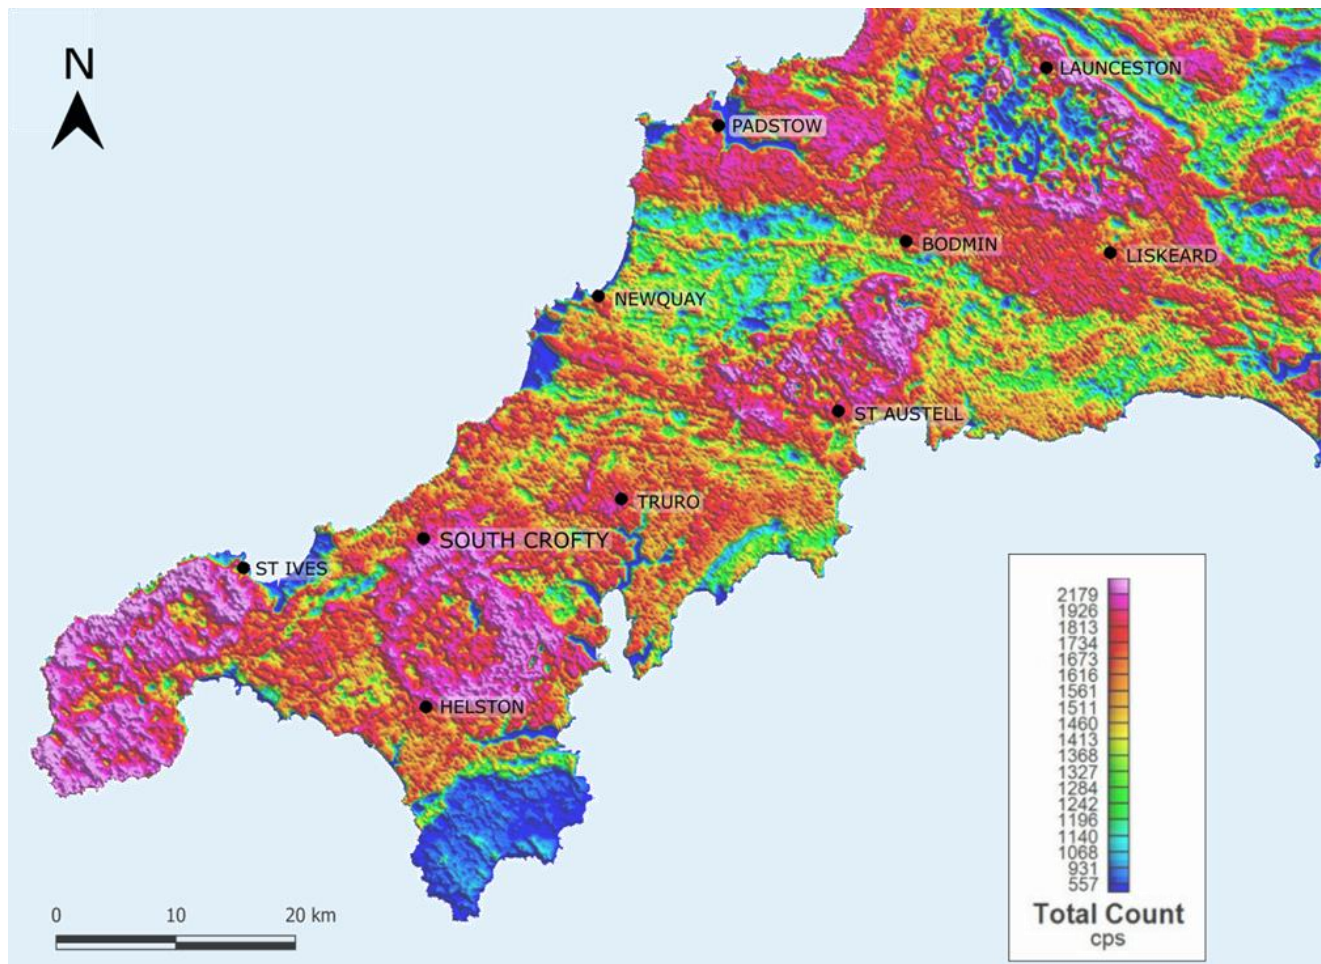 N
LAUNCESTON
PADSTOW
BODMIN
LISKEARD
NEWQUAY
ST AUSTELL
TRURO
SOUTH CROFTY
ST IVES
HELSTON
2179
1926
1813
1734
1673
1616
1561
1511
1460
1413
1368
1327
1284
1242
1196
1140
1068
931
557
Total Count
cps
0 10 20 km